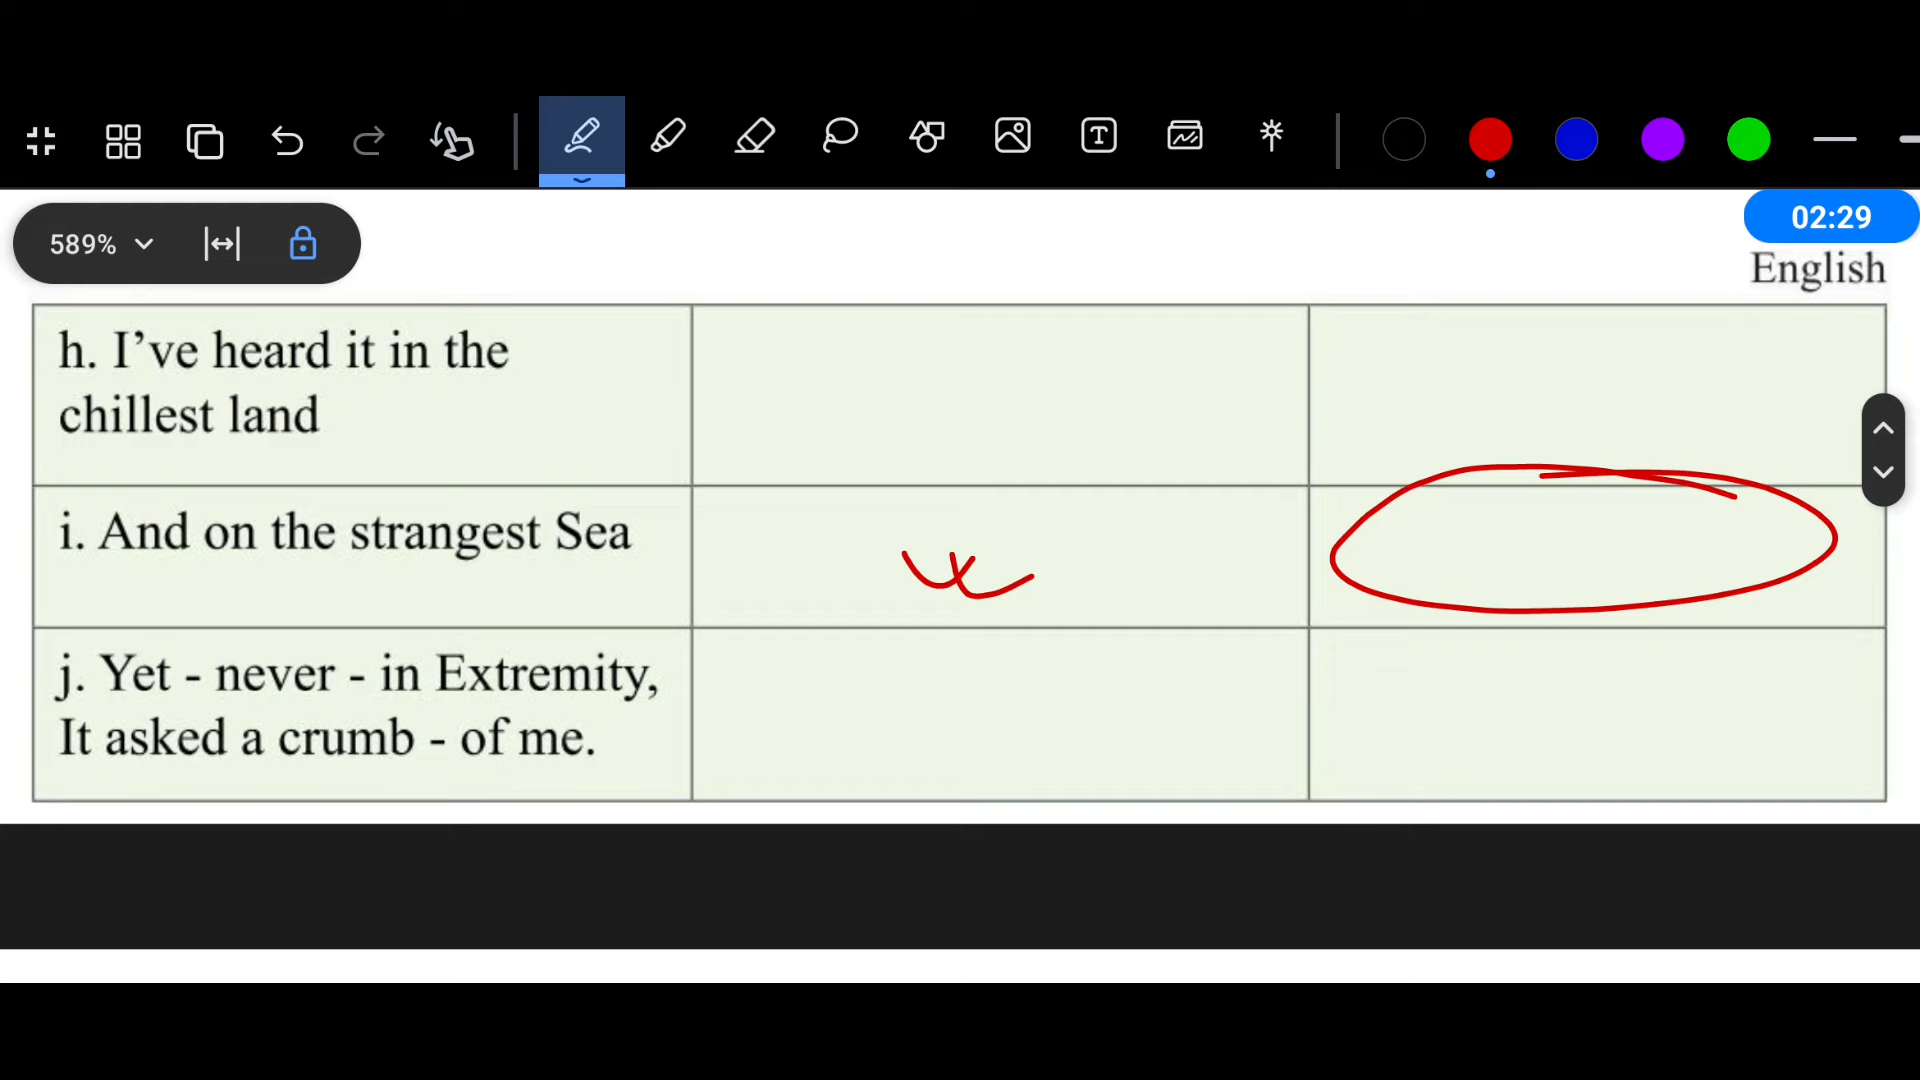 589%
02:29
English
h. I’ve heard it in the
chillest land
i. And on the strangest Sea
j. Yet - never - in Extremity,
It asked a crumb - of me.